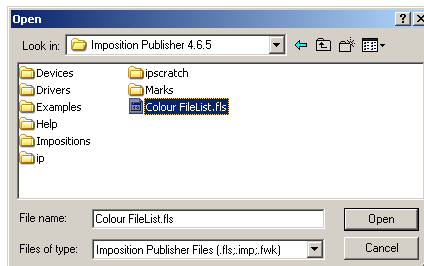 Open
Look in: Imposition Publisher 4.6.5
Devices
Drivers
Examples
Help
Impositions
ip
ipscratch
Marks
Colour FileList.fls
File name: Colour FileList.fls Open
Files of type: Imposition Publisher Files (.fls;.imp;.fwk) Cancel